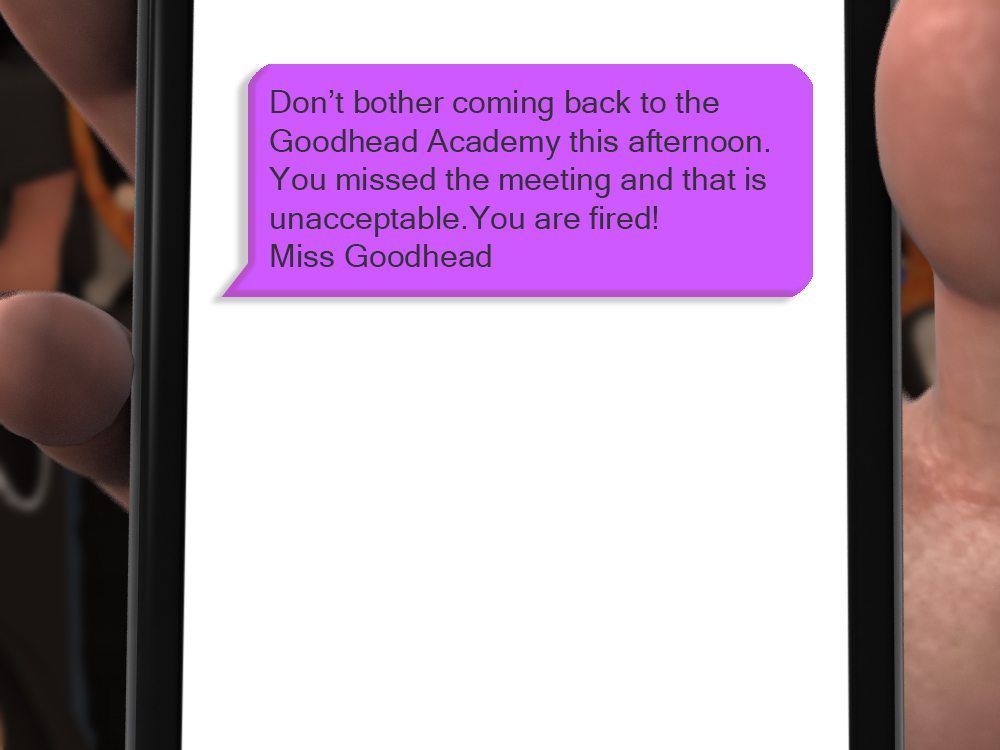 Don’t bother coming back to the
Goodhead Academy this afternoon.
You missed the meeting and that is
unacceptable.You are fired!
Miss Goodhead